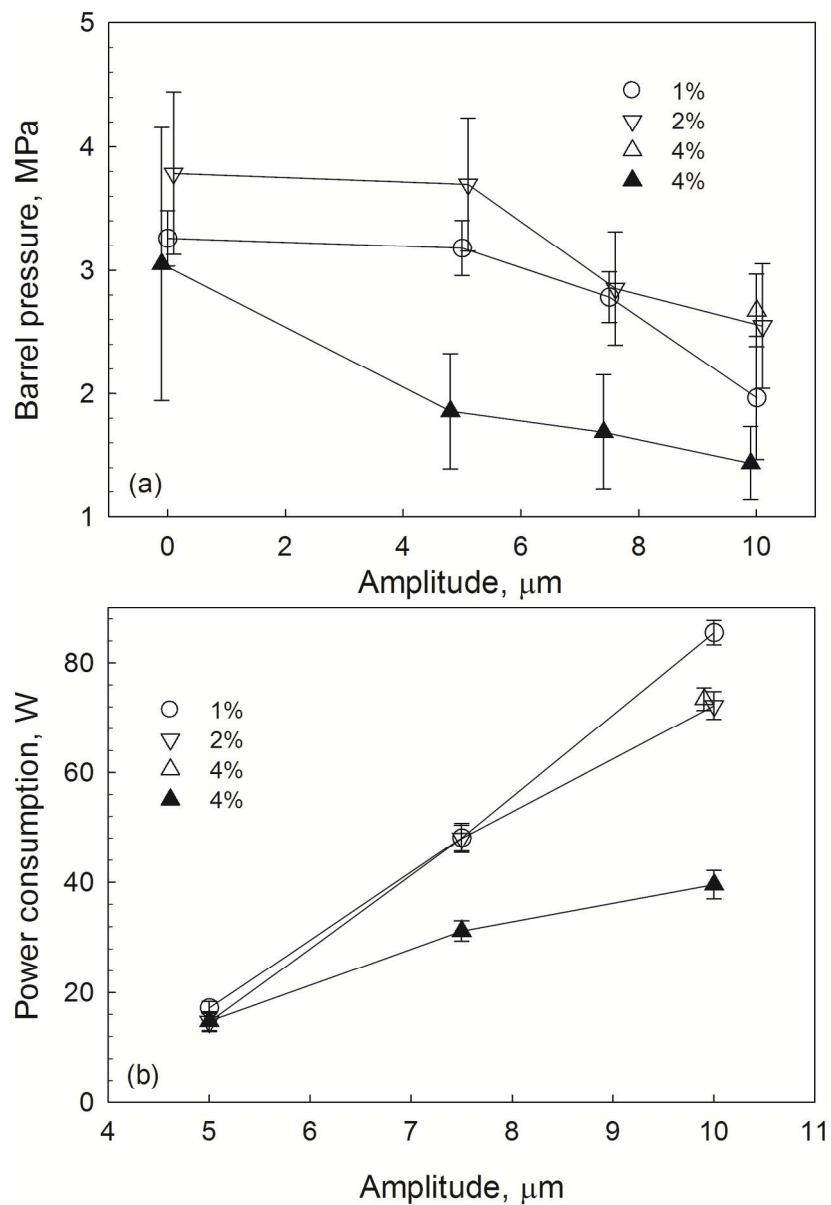 5
4
3
2
1
Barrel pressure, MPa
1%
2%
4%
4%
(a)
0 2 4 6 8 10
Amplitude, μm
80
60
40
20
0
Power consumption, W
1%
2%
4%
4%
(b)
4 5 6 7 8 9 10 11
Amplitude, μm